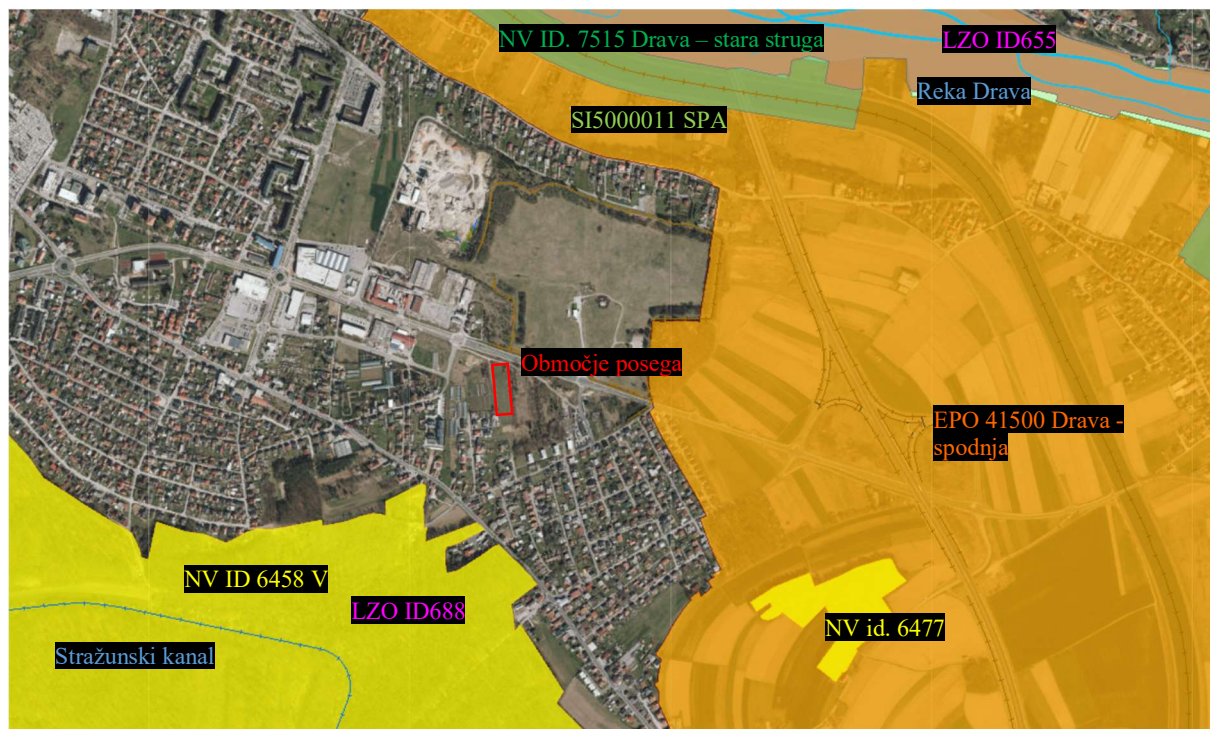 NV ID. 7515 Drava – stara struga
LZO ID655
Reka Drava
SI5000011 SPA
Območje posega
EPO 41500 Drava -
spodnja
NV ID 6458 V
LZO ID688
NV id. 6477
Stražunski kanal